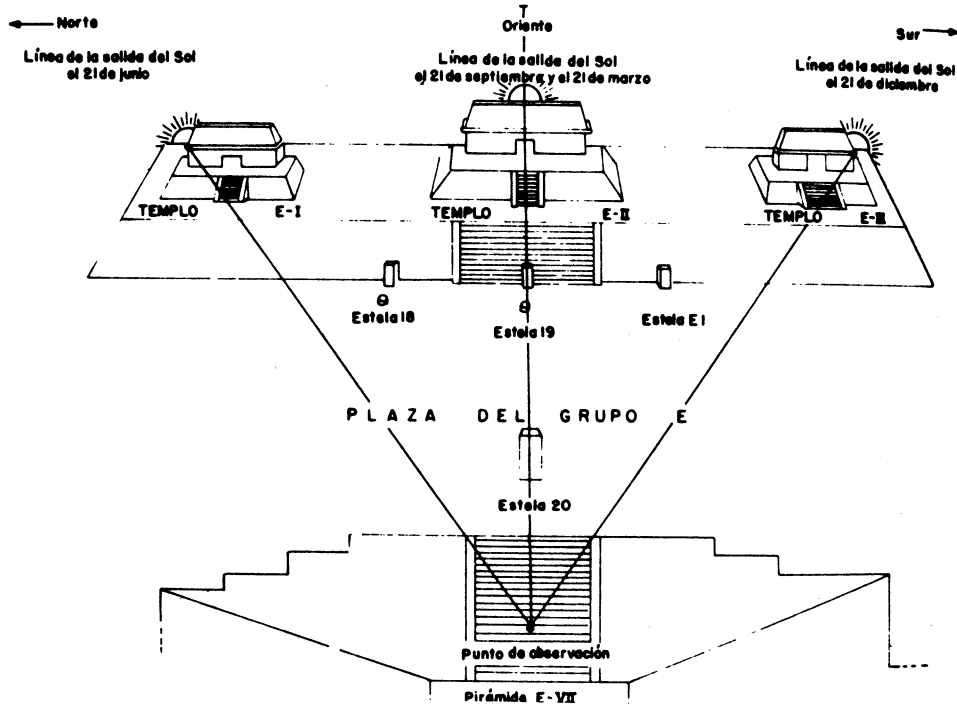 Norte
T
Oriente
Sur
Línea de la salida del Sol
el 21 de junio
Línea de la salida del Sol
el 21 de septiembre y el 21 de marzo
Línea de la salida del Sol
el 21 de diciembre
TEMPLO E-I
TEMPLO E-II
TEMPLO E-III
Estela 18
Estela 19
Estela E1
PLAZA DEL GRUPO E
Estela 20
Punto de observación
Pirámida E-VII